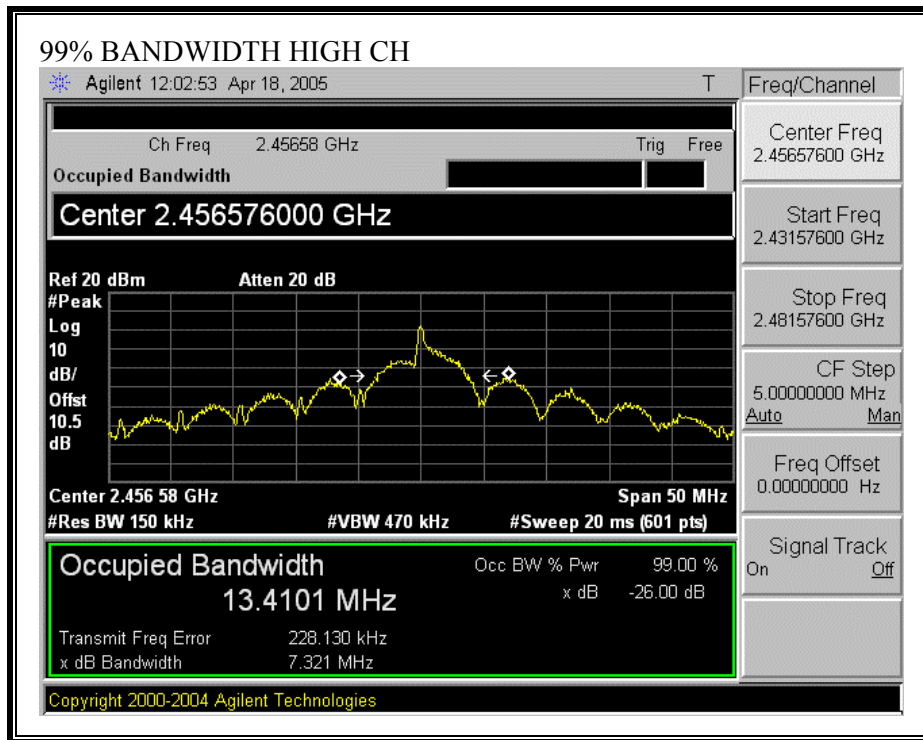 99% BANDWIDTH HIGH CH
Agilent 12:02:53 Apr 18, 2005 T
Freq/Channel
Ch Freq 2.45658 GHz Trig Free
Occupied Bandwidth
Center 2.456576000 GHz
Ref 20 dBm Atten 20 dB
#Peak
Log
10
dB/
Offst
10.5
dB
Center 2.456 58 GHz Span 50 MHz
#Res BW 150 kHz #VBW 470 kHz #Sweep 20 ms (601 pts)
Occupied Bandwidth Occ BW % Pwr 99.00 %
13.4101 MHz x dB -26.00 dB
Transmit Freq Error 228.130 kHz
x dB Bandwidth 7.321 MHz
Copyright 2000-2004 Agilent Technologies
Center Freq
2.45657600 GHz
Start Freq
2.43157600 GHz
Stop Freq
2.48157600 GHz
CF Step
5.00000000 MHz
Auto Man
Freq Offset
0.00000000 Hz
Signal Track
On Off